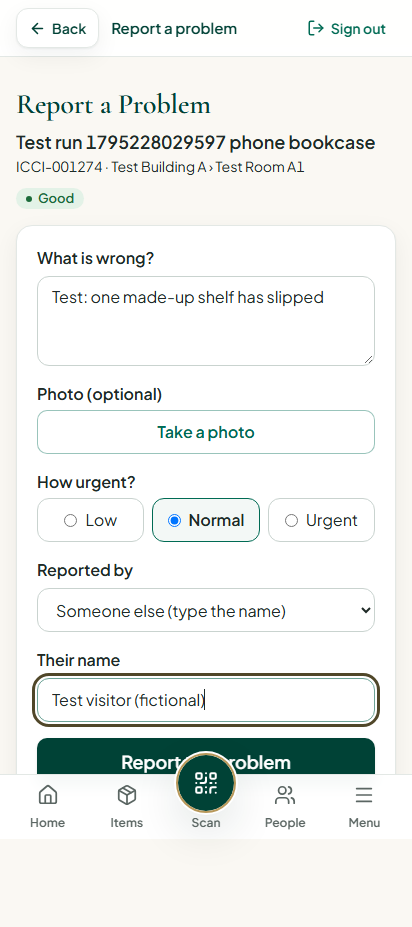 Back
Report a problem
Sign out
Report a Problem
Test run 1795228029597 phone bookcase
ICCI-001274 · Test Building A › Test Room A1
Good
What is wrong?
Test: one made-up shelf has slipped
Photo (optional)
Take a photo
How urgent?
Low
Normal
Urgent
Reported by
Someone else (type the name)
Their name
Test visitor (fictional)
Report problem
Home
Items
Scan
People
Menu